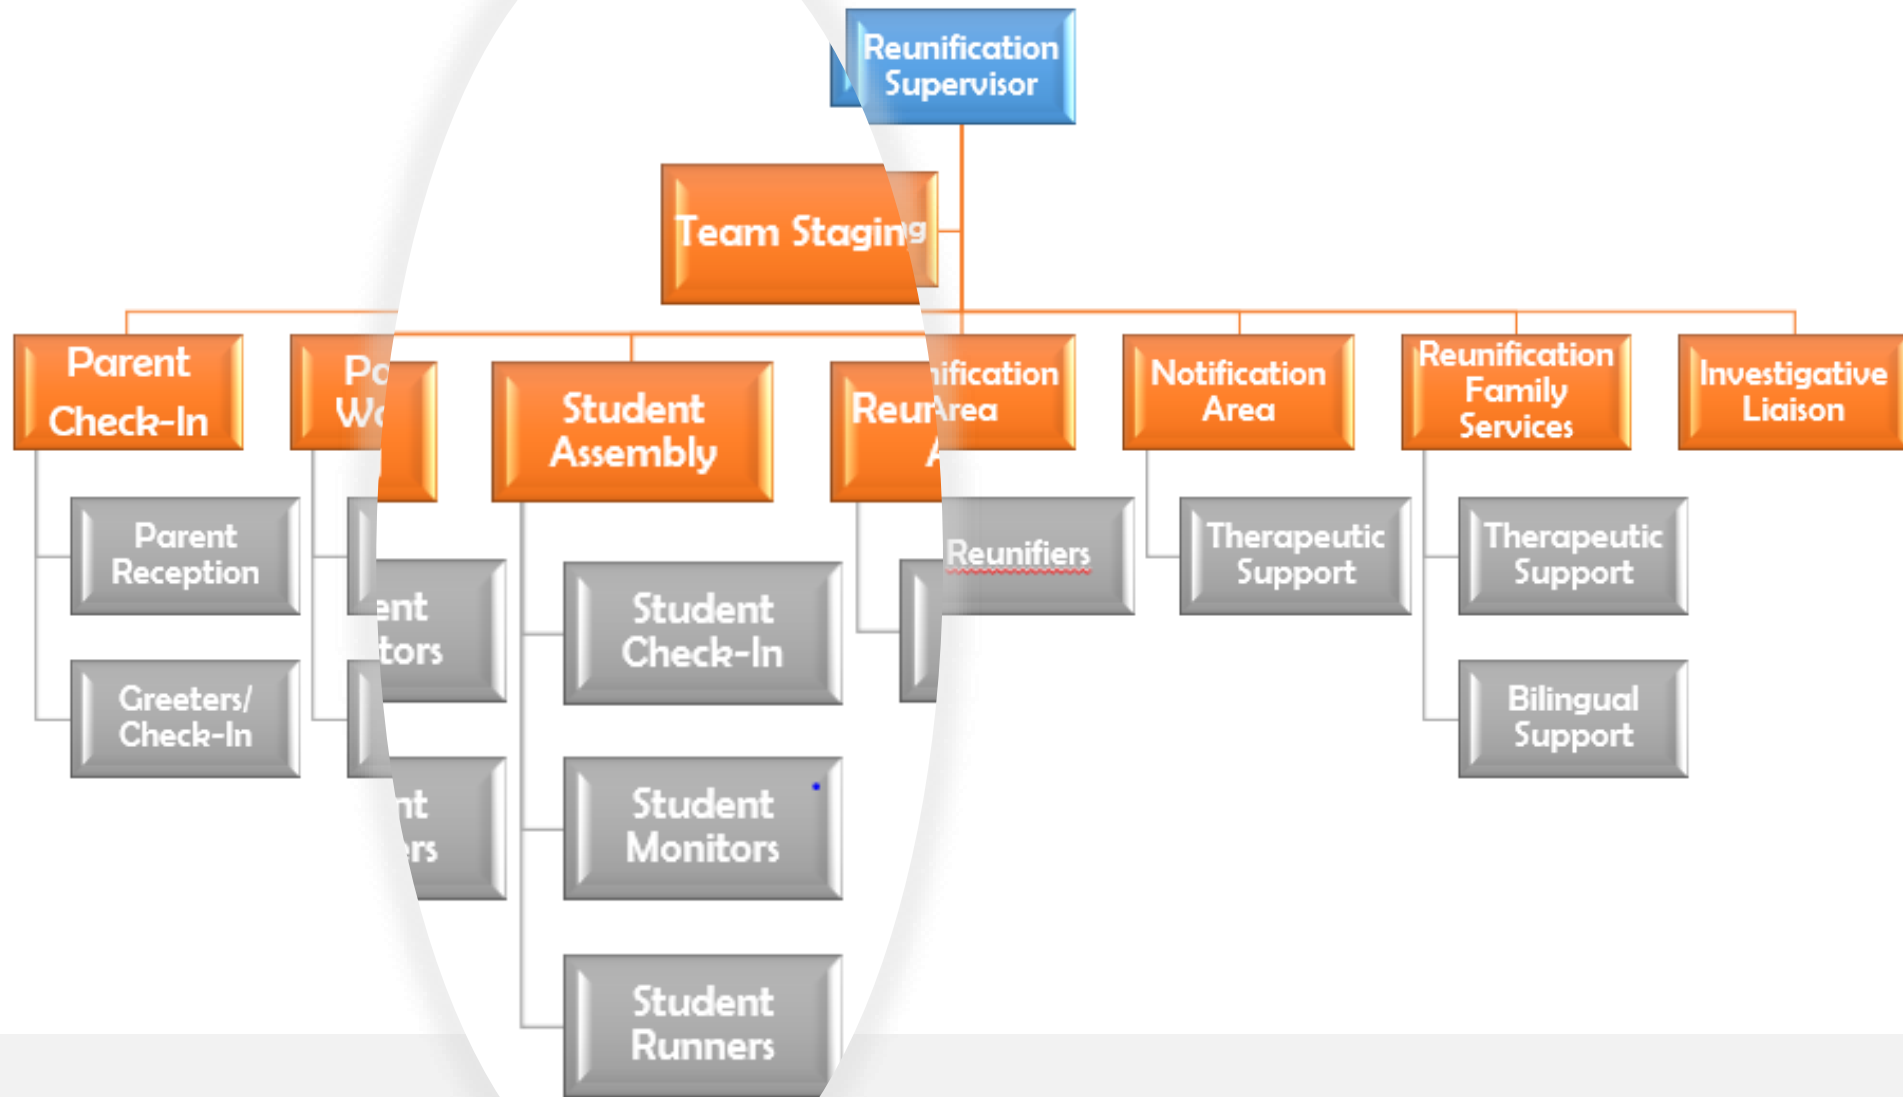 Reunification
Supervisor
Team Staging
Parent
Check-In
Student
Assembly
Area
Notification
Area
Reunification
Family
Services
Investigative
Liaison
Parent
Reception
Greeters/
Check-In
Student
Check-In
Student
Monitors
Student
Runners
Reunifiers
Therapeutic
Support
Therapeutic
Support
Bilingual
Support